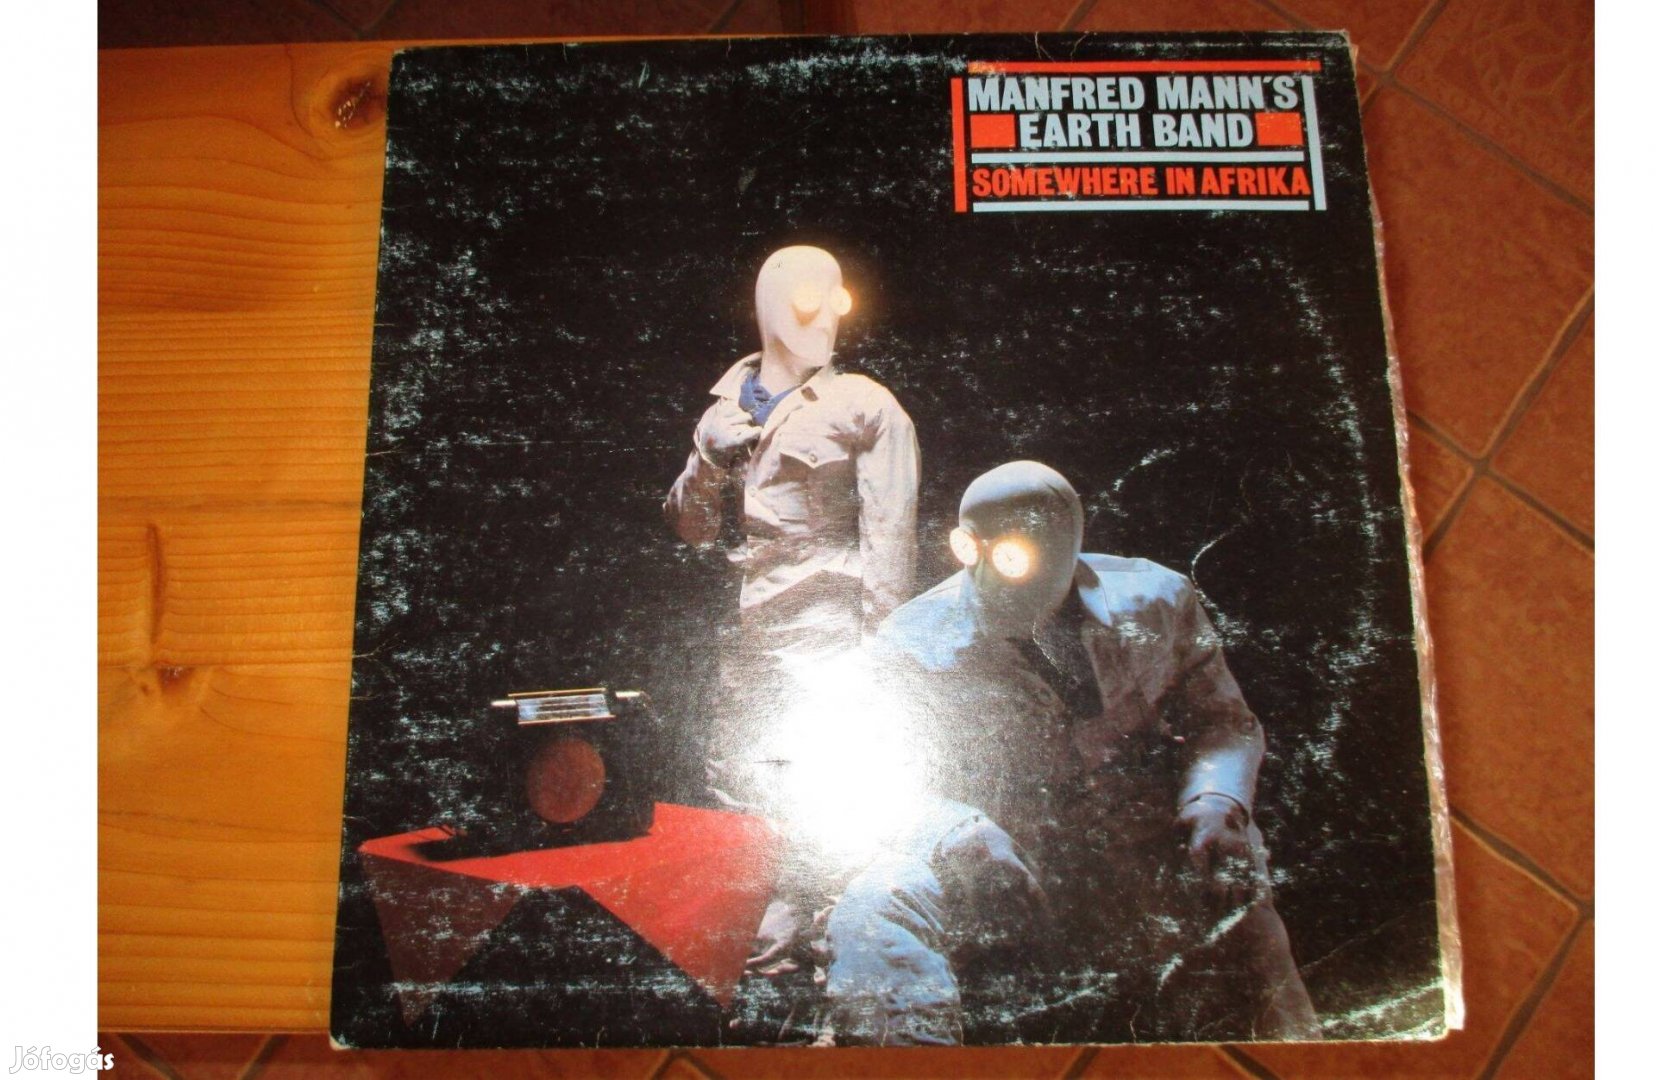 MANFRED MANN'S
EARTH BAND
SOMEWHERE IN AFRIKA
Jófogás